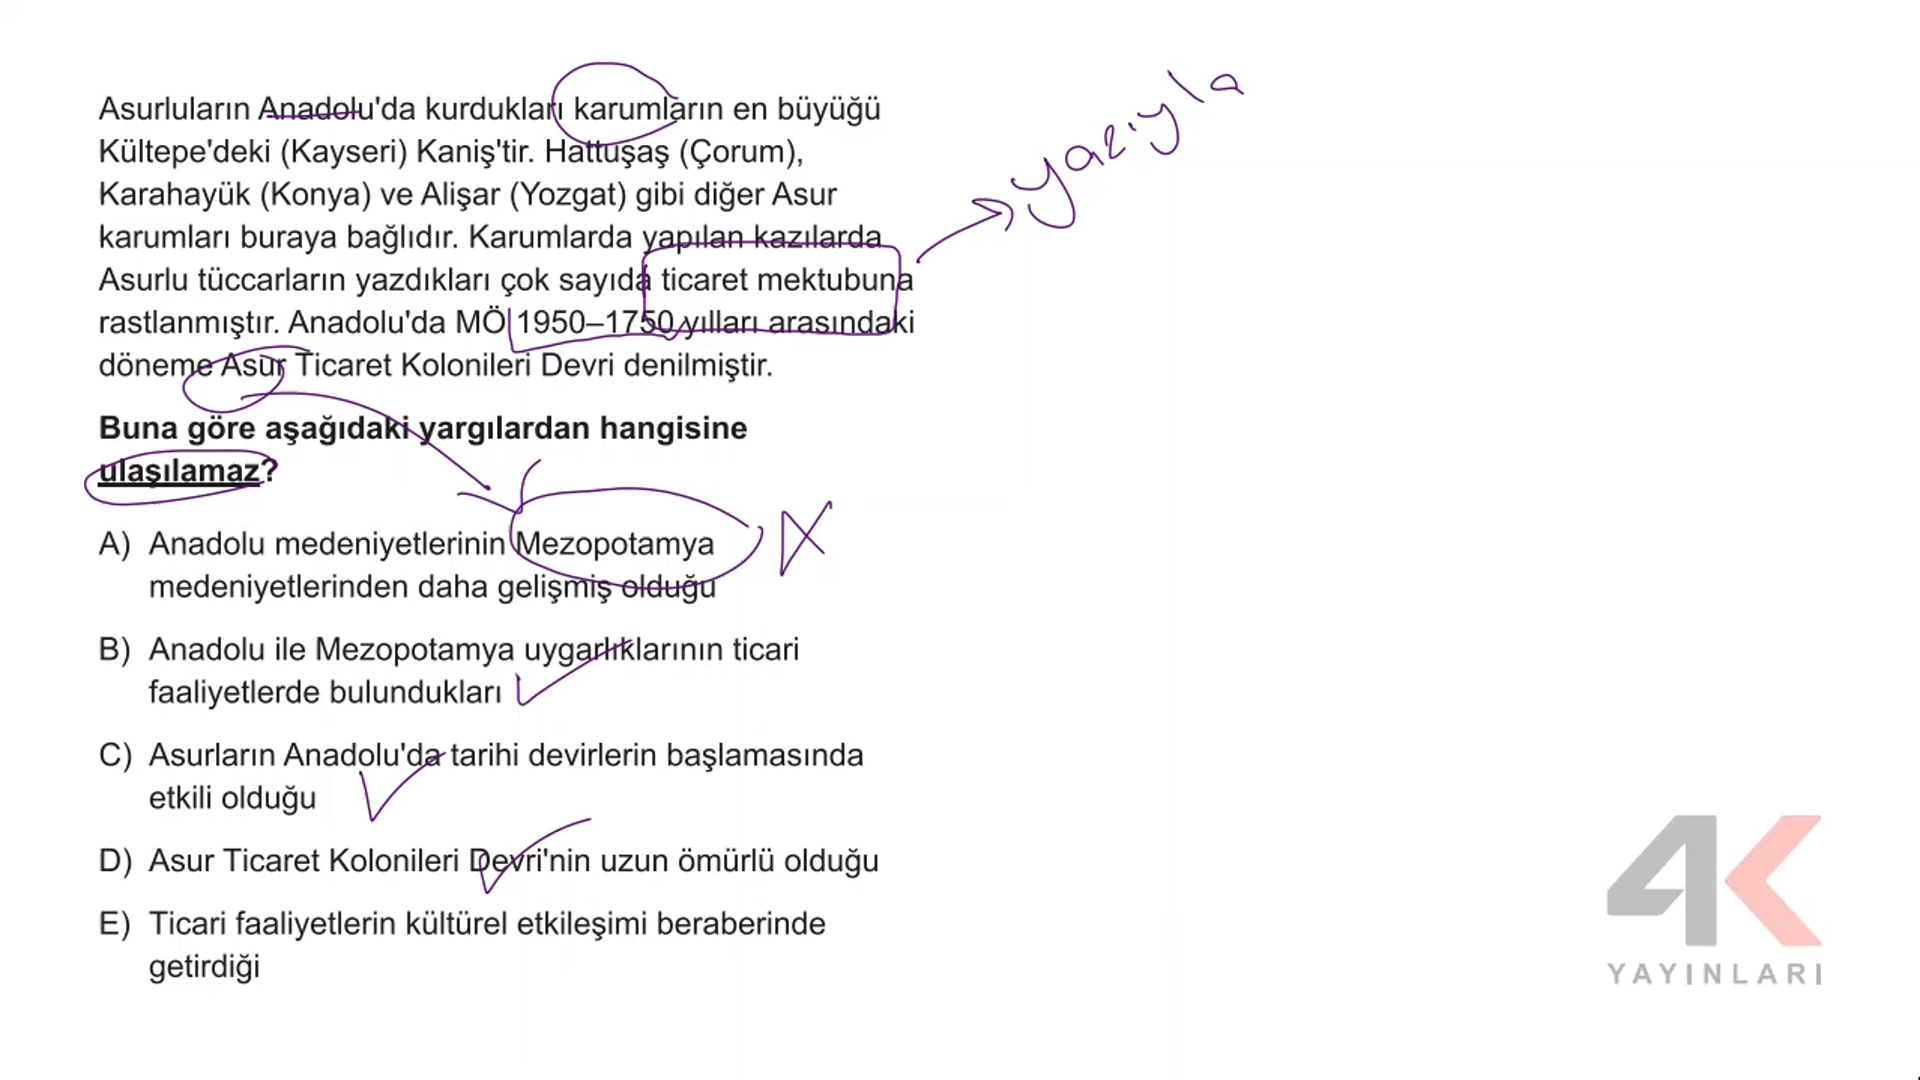 Asurluların Anadolu'da kurdukları karumların en büyüğü
Kültepe'deki (Kayseri) Kaniş'tir. Hattuşaş (Çorum),
Karahayük (Konya) ve Alişar (Yozgat) gibi diğer Asur
karumları buraya bağlıdır. Karumlarda yapılan kazılarda
Asurlu tüccarların yazdıkları çok sayıda ticaret mektubuna
rastlanmıştır. Anadolu'da MÖ 1950–1750 yılları arasındaki
döneme Asur Ticaret Kolonileri Devri denilmiştir.
yazıyla
Buna göre aşağıdaki yargılardan hangisine
ulaşılamaz?
A) Anadolu medeniyetlerinin Mezopotamya
medeniyetlerinden daha gelişmiş olduğu
B) Anadolu ile Mezopotamya uygarlıklarının ticari
faaliyetlerde bulundukları
C) Asurların Anadolu'da tarihi devirlerin başlamasında
etkili olduğu
D) Asur Ticaret Kolonileri Devri'nin uzun ömürlü olduğu
E) Ticari faaliyetlerin kültürel etkileşimi beraberinde
getirdiği
4K
YAYINLARI